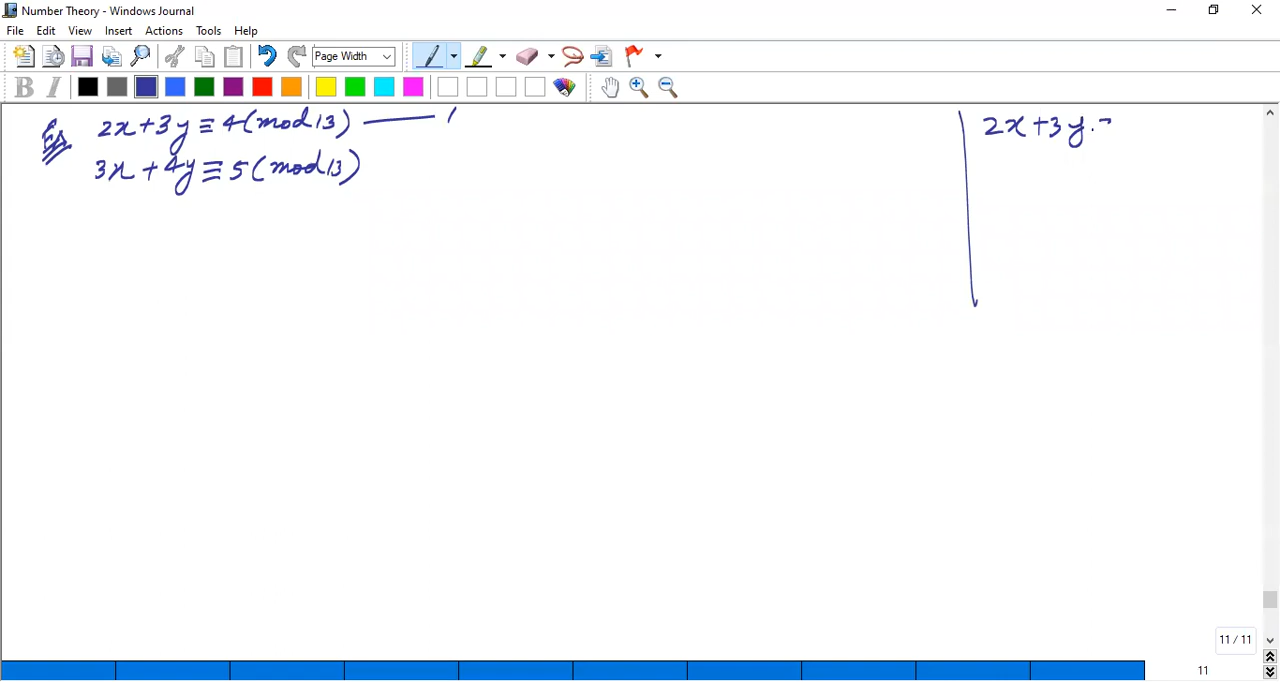 Number Theory - Windows Journal
File Edit View Insert Actions Tools Help
Page Width
B I
Ex 2x+3y ≡ 4 (mod 13) —— 1
3x + 4y ≡ 5 (mod 13)
2x+3y
11 / 11
11